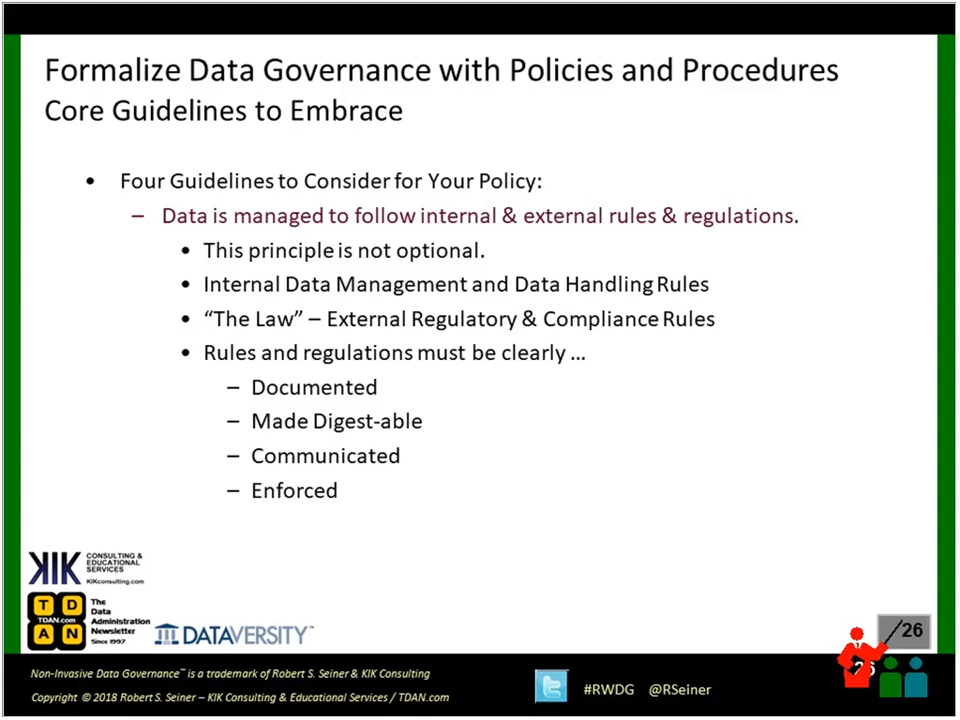 Formalize Data Governance with Policies and Procedures
Core Guidelines to Embrace
• Four Guidelines to Consider for Your Policy:
– Data is managed to follow internal & external rules & regulations.
• This principle is not optional.
• Internal Data Management and Data Handling Rules
• “The Law” – External Regulatory & Compliance Rules
• Rules and regulations must be clearly …
– Documented
– Made Digest-able
– Communicated
– Enforced
KIK CONSULTING &
EDUCATIONAL
SERVICES
KIKconsulting.com
T D
TDAN.com
A N
The
Data
Administration
Newsletter
Since 1997
DATAVERSITY™
26
26
Non-Invasive Data Governance™ is a trademark of Robert S. Seiner & KIK Consulting
Copyright © 2018 Robert S. Seiner – KIK Consulting & Educational Services / TDAN.com
#RWDG @RSeiner